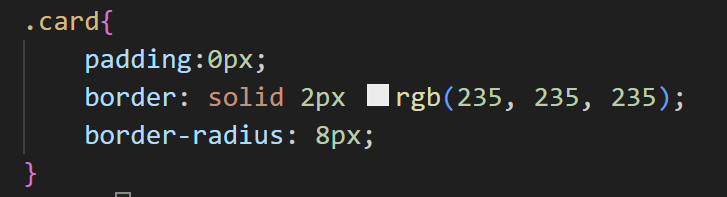 .card{
    padding:0px;
    border: solid 2px rgb(235, 235, 235);
    border-radius: 8px;
}